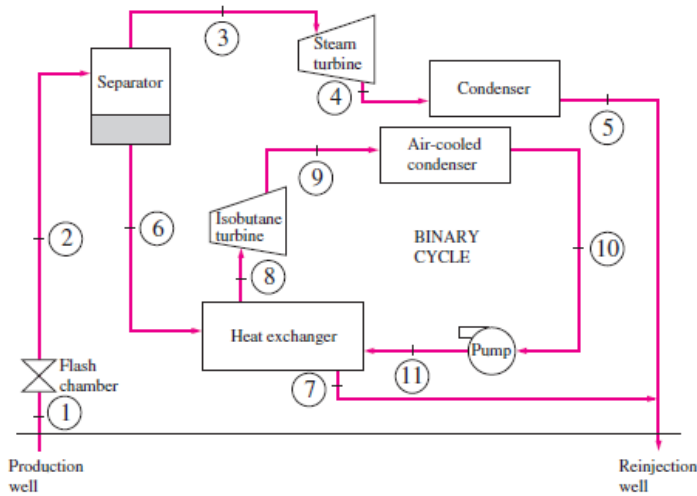 3
Steam
turbine
Separator
4
Condenser
5
Air-cooled
condenser
9
Isobutane
turbine
2
6
8
BINARY
CYCLE
10
Heat exchanger
Pump
Flash
chamber
7
11
1
Production
well
Reinjection
well